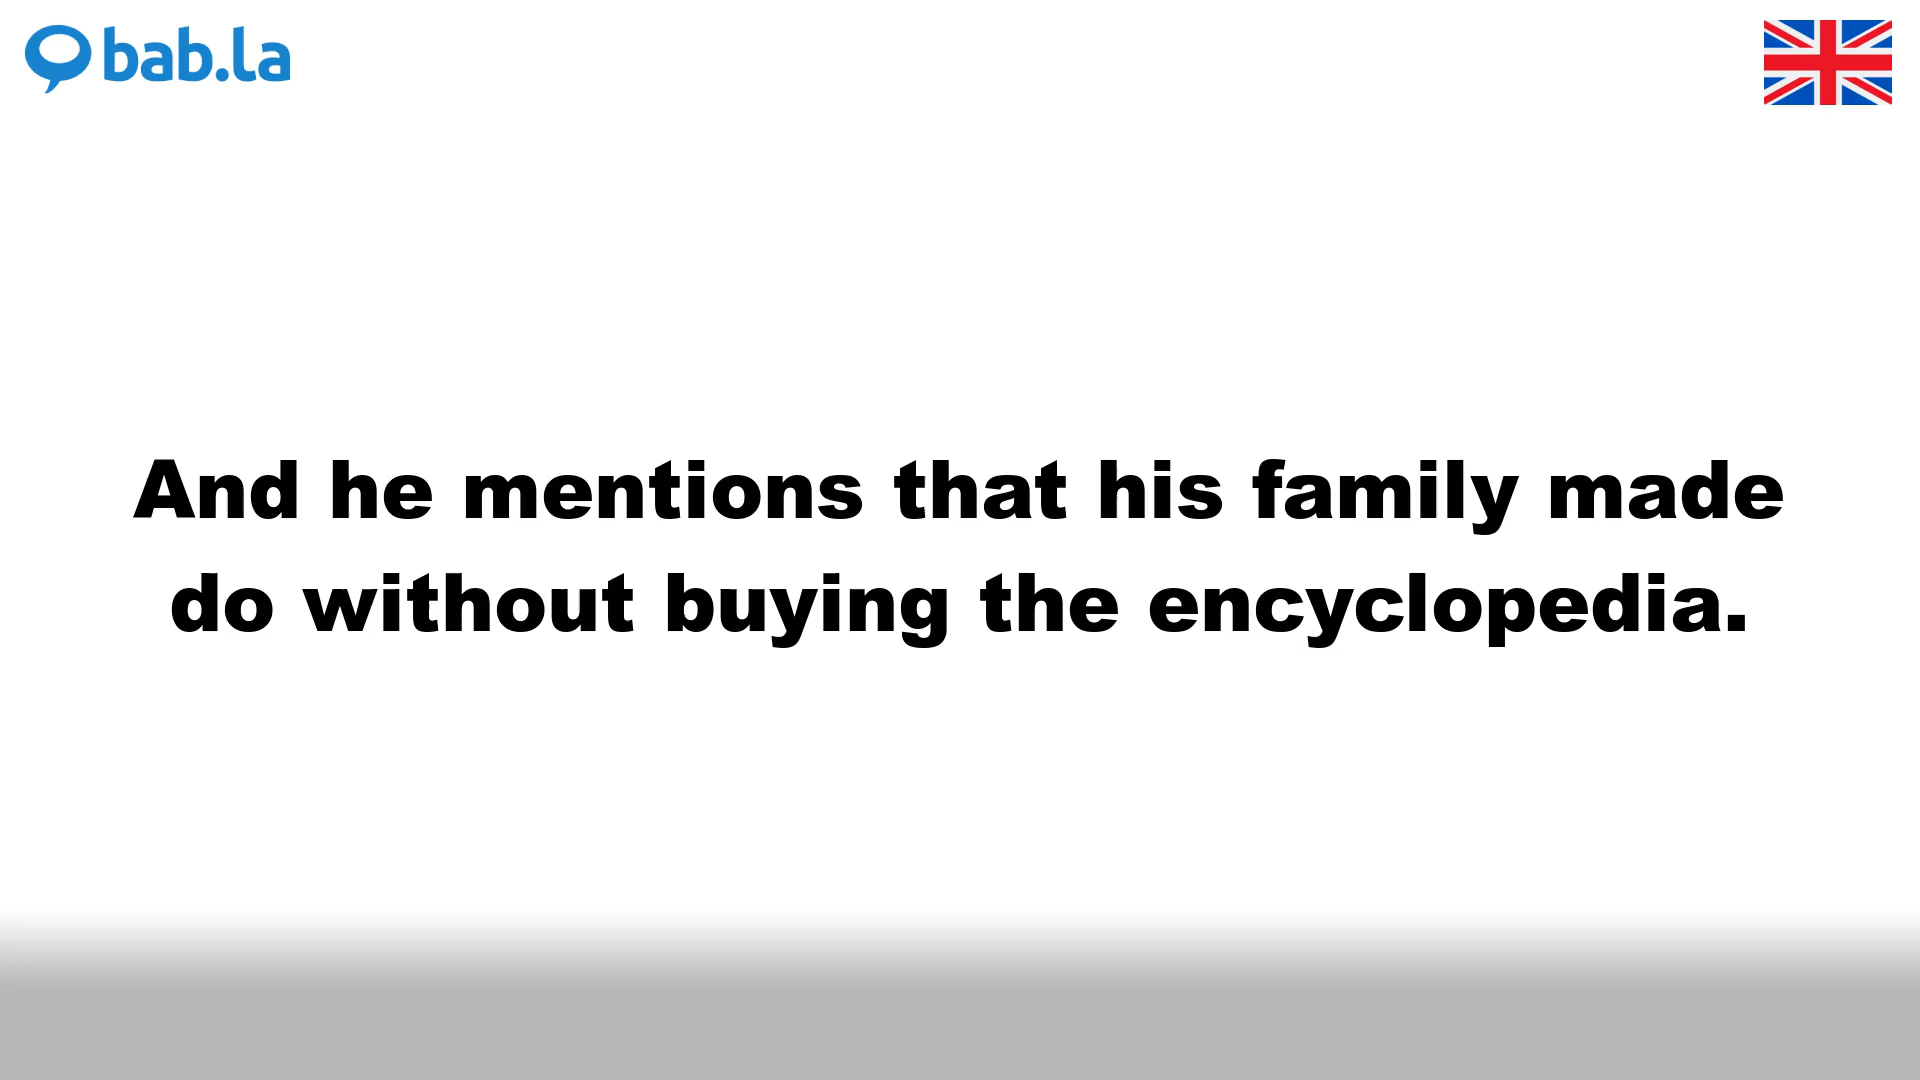 bab.la
And he mentions that his family made
do without buying the encyclopedia.